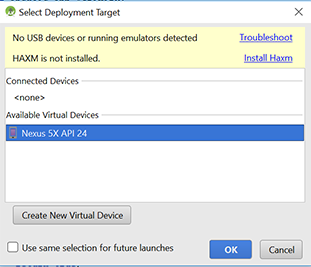 Select Deployment Target
No USB devices or running emulators detected Troubleshoot
HAXM is not installed. Install Haxm
Connected Devices
<none>
Available Virtual Devices
Nexus 5X API 24
Create New Virtual Device
Use same selection for future launches
OK Cancel